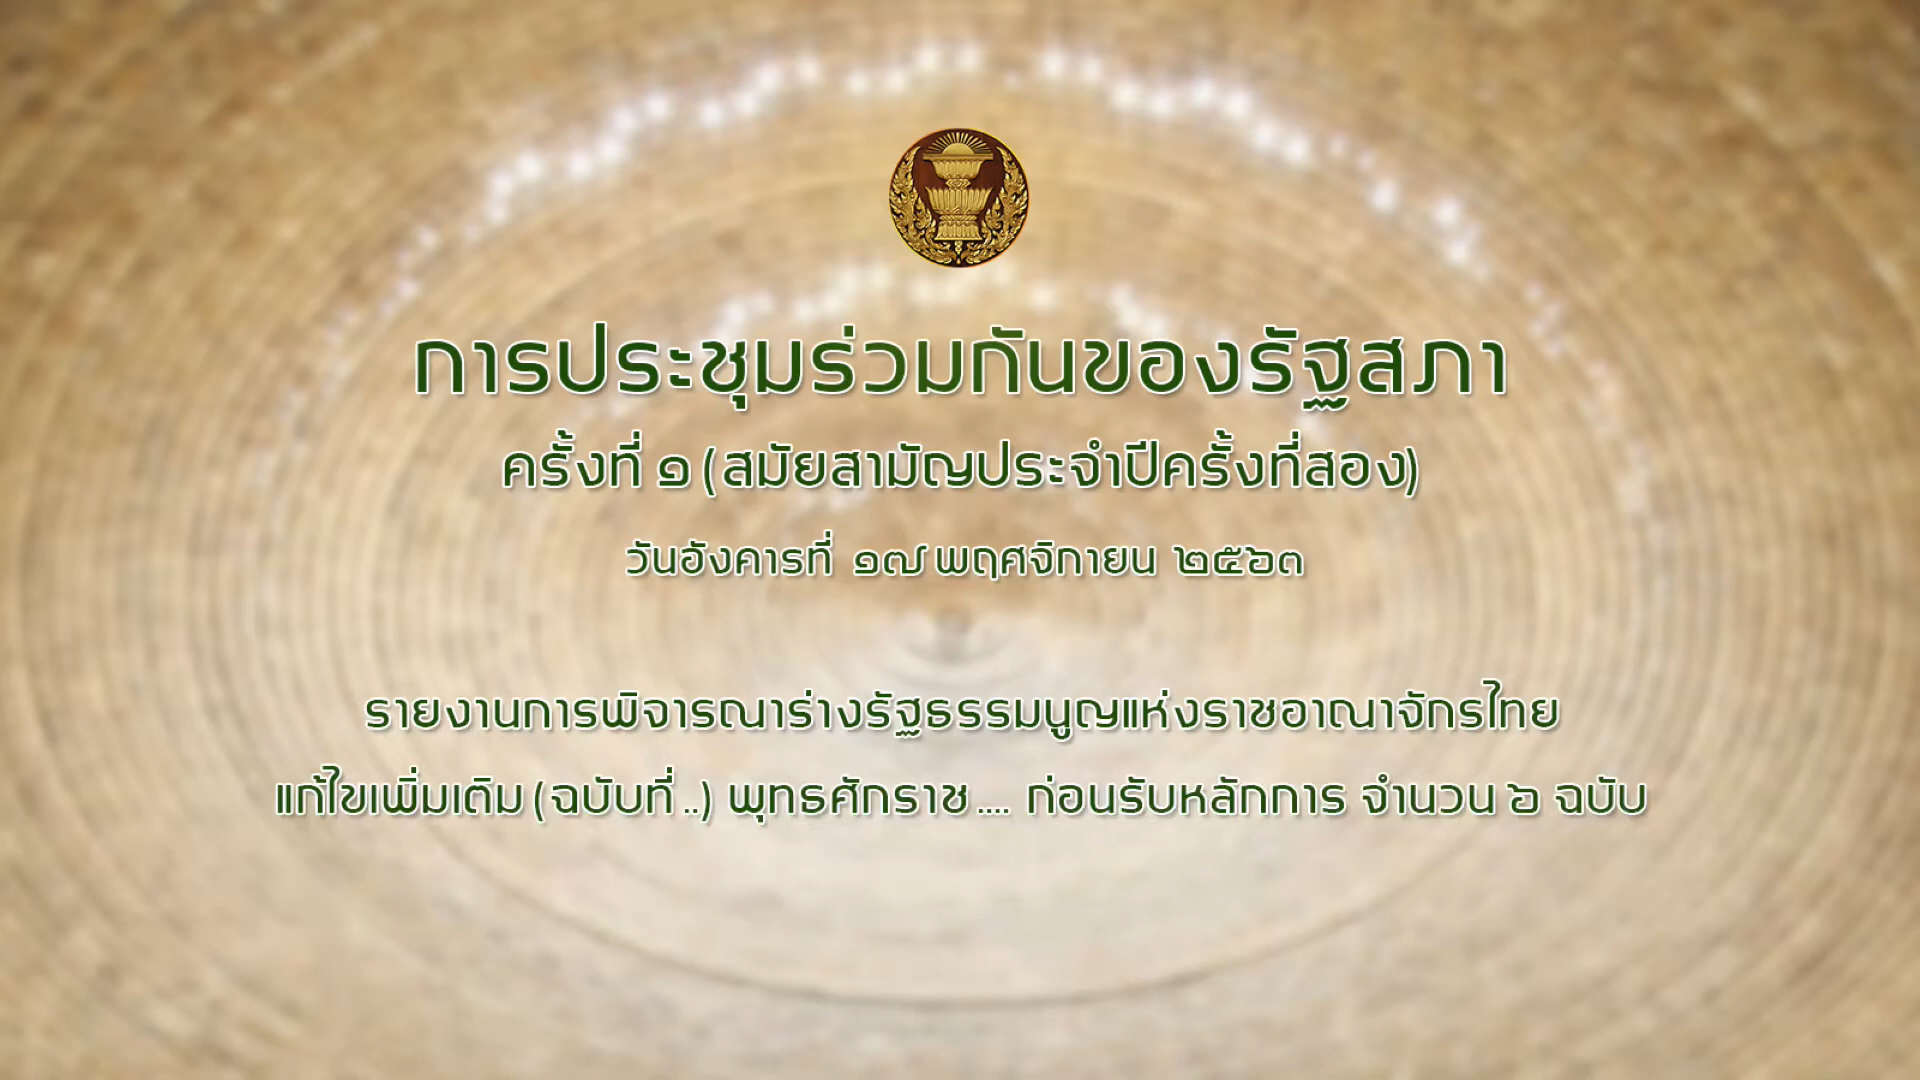 การประชุมร่วมกันของรัฐสภา
ครั้งที่ ๑ (สมัยสามัญประจำปีครั้งที่สอง)
วันอังคารที่ ๑๗ พฤศจิกายน ๒๕๖๓
รายงานการพิจารณาร่างรัฐธรรมนูญแห่งราชอาณาจักรไทย
แก้ไขเพิ่มเติม (ฉบับที่ ..) พุทธศักราช .... ก่อนรับหลักการ จำนวน ๖ ฉบับ